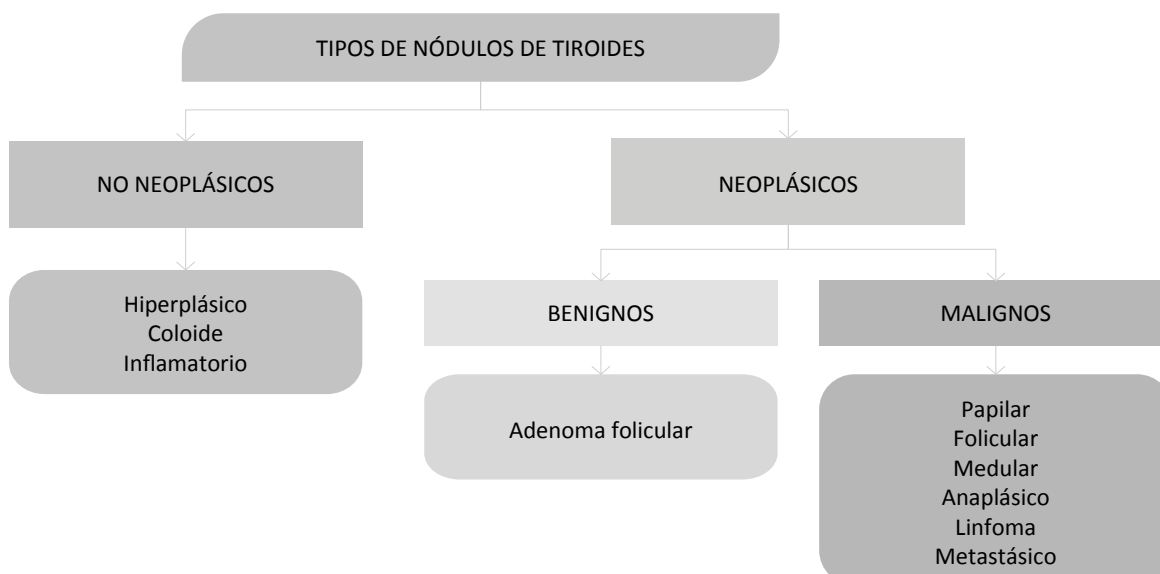 TIPOS DE NÓDULOS DE TIROIDES
NO NEOPLÁSICOS
NEOPLÁSICOS
Hiperplásico
Coloide
Inflamatorio
BENIGNOS
MALIGNOS
Adenoma folicular
Papilar
Folicular
Medular
Anaplásico
Linfoma
Metastásico